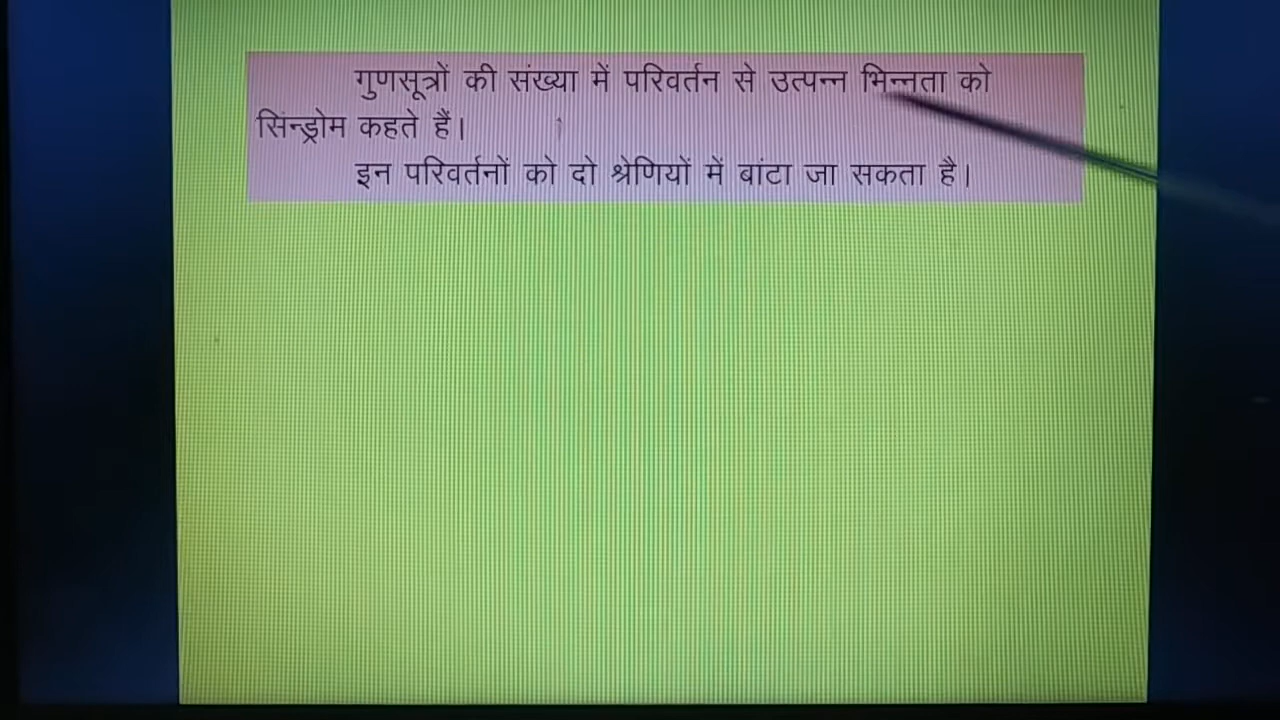 गुणसूत्रों की संख्या में परिवर्तन से उत्पन्न भिन्नता को
सिंन्ड्रोम कहते हैं।
इन परिवर्तनों को दो श्रेणियों में बांटा जा सकता है।